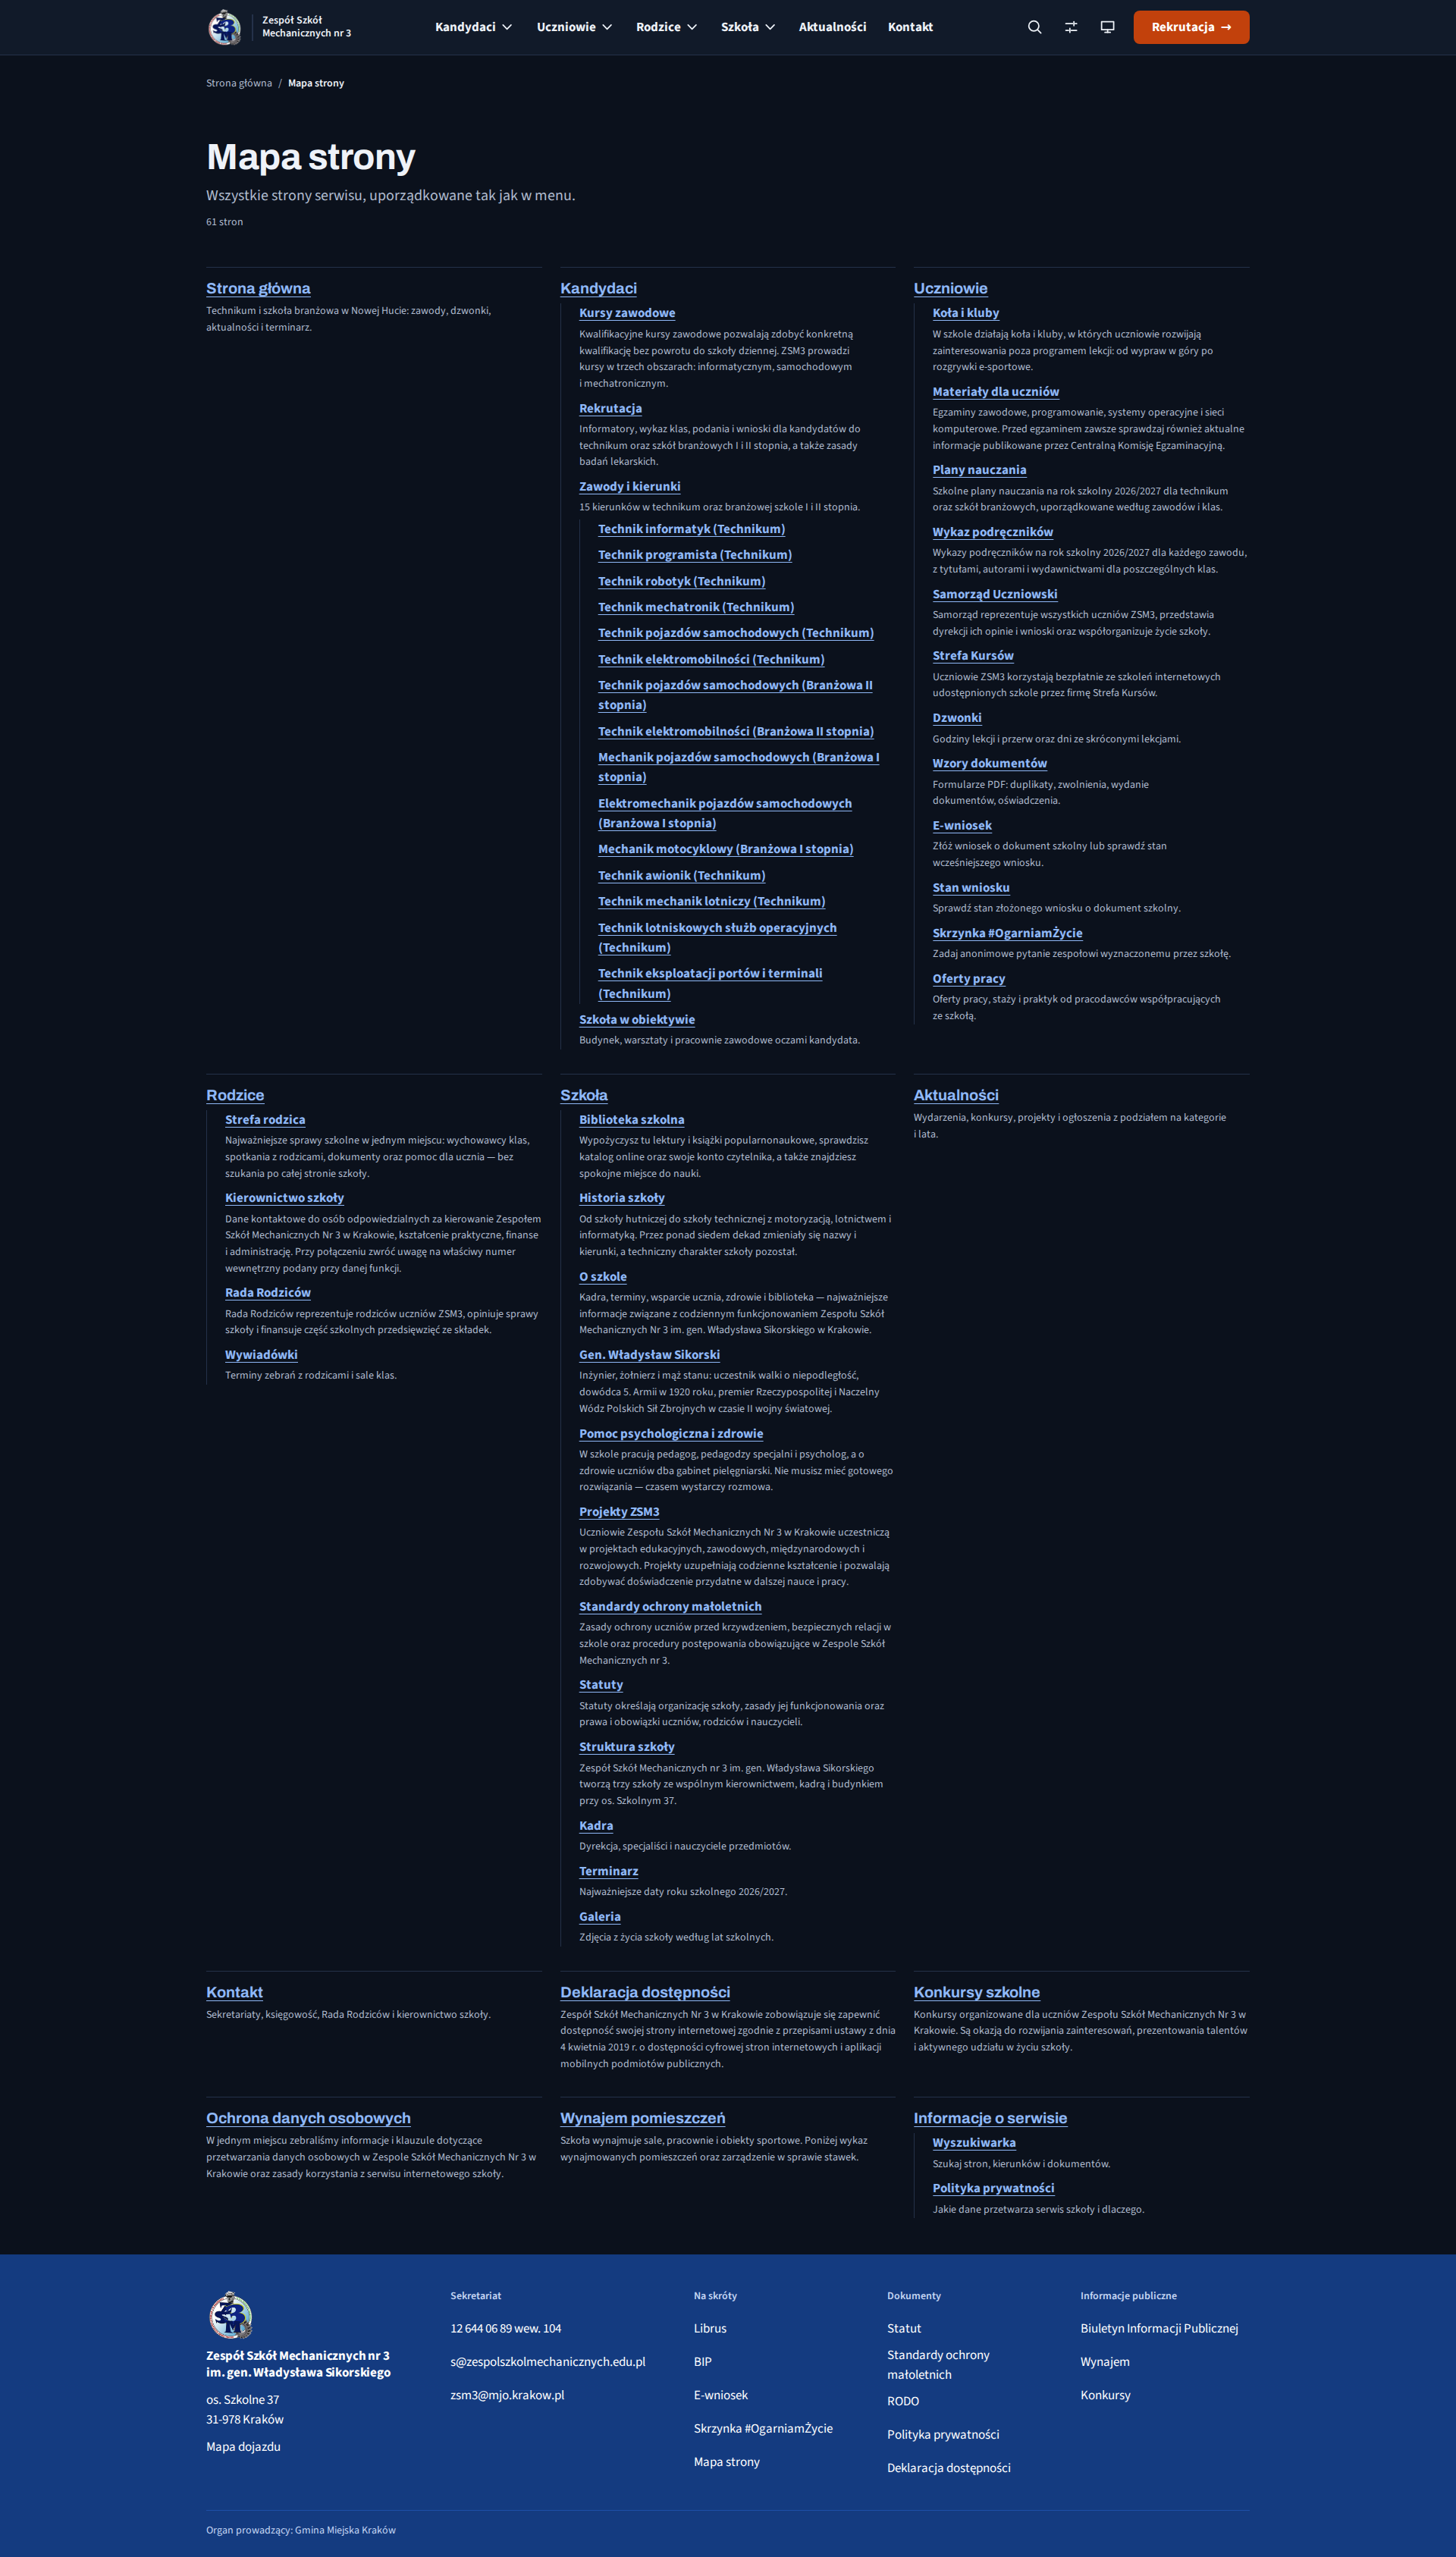 Zespół Szkół
Mechanicznych nr 3
Kandydaci
Uczniowie
Rodzice
Szkoła
Aktualności
Kontakt
Rekrutacja →
Strona główna / Mapa strony
Mapa strony
Wszystkie strony serwisu, uporządkowane tak jak w menu.
61 stron
Strona główna
Technikum i szkoła branżowa w Nowej Hucie: zawody, dzwonki,
aktualności i terminarz.
Kandydaci
Kursy zawodowe
Kwalifikacyjne kursy zawodowe pozwalają zdobyć konkretną
kwalifikację bez powrotu do szkoły dziennej. ZSM3 prowadzi
kursy w trzech obszarach: informatycznym, samochodowym
i mechatronicznym.
Rekrutacja
Informatory, wykaz klas, podania i wnioski dla kandydatów do
technikum oraz szkół branżowych I i II stopnia, a także zasady
badań lekarskich.
Zawody i kierunki
15 kierunków w technikum oraz branżowej szkole I i II stopnia.
Technik informatyk (Technikum)
Technik programista (Technikum)
Technik robotyk (Technikum)
Technik mechatronik (Technikum)
Technik pojazdów samochodowych (Technikum)
Technik elektromobilności (Technikum)
Technik pojazdów samochodowych (Branżowa II
stopnia)
Technik elektromobilności (Branżowa II stopnia)
Mechanik pojazdów samochodowych (Branżowa I
stopnia)
Elektromechanik pojazdów samochodowych
(Branżowa I stopnia)
Mechanik motocyklowy (Branżowa I stopnia)
Technik awionik (Technikum)
Technik mechanik lotniczy (Technikum)
Technik lotniskowych służb operacyjnych
(Technikum)
Technik eksploatacji portów i terminali
(Technikum)
Szkoła w obiektywie
Budynek, warsztaty i pracownie zawodowe oczami kandydata.
Uczniowie
Koła i kluby
W szkole działają koła i kluby, w których uczniowie rozwijają
zainteresowania poza programem lekcji: od wypraw w góry po
rozgrywki e-sportowe.
Materiały dla uczniów
Egzaminy zawodowe, programowanie, systemy operacyjne i sieci
komputerowe. Przed egzaminem zawsze sprawdzaj również aktualne
informacje publikowane przez Centralną Komisję Egzaminacyjną.
Plany nauczania
Szkolne plany nauczania na rok szkolny 2026/2027 dla technikum
oraz szkół branżowych, uporządkowane według zawodów i klas.
Wykaz podręczników
Wykazy podręczników na rok szkolny 2026/2027 dla każdego zawodu,
z tytułami, autorami i wydawnictwami dla poszczególnych klas.
Samorząd Uczniowski
Samorząd reprezentuje wszystkich uczniów ZSM3, przedstawia
dyrekcji ich opinie i wnioski oraz współorganizuje życie szkoły.
Strefa Kursów
Uczniowie ZSM3 korzystają bezpłatnie ze szkoleń internetowych
udostępnionych szkole przez firmę Strefa Kursów.
Dzwonki
Godziny lekcji i przerw oraz dni ze skróconymi lekcjami.
Wzory dokumentów
Formularze PDF: duplikaty, zwolnienia, wydanie
dokumentów, oświadczenia.
E-wniosek
Złóż wniosek o dokument szkolny lub sprawdź stan
wcześniejszego wniosku.
Stan wniosku
Sprawdź stan złożonego wniosku o dokument szkolny.
Skrzynka #OgarniamŻycie
Zadaj anonimowe pytanie zespołowi wyznaczonemu przez szkołę.
Oferty pracy
Oferty pracy, staży i praktyk od pracodawców współpracujących
ze szkołą.
Rodzice
Strefa rodzica
Najważniejsze sprawy szkolne w jednym miejscu: wychowawcy klas,
spotkania z rodzicami, dokumenty oraz pomoc dla ucznia — bez
szukania po całej stronie szkoły.
Kierownictwo szkoły
Dane kontaktowe do osób odpowiedzialnych za kierowanie Zespołem
Szkół Mechanicznych Nr 3 w Krakowie, kształcenie praktyczne, finanse
i administrację. Przy połączeniu zwróć uwagę na właściwy numer
wewnętrzny podany przy danej funkcji.
Rada Rodziców
Rada Rodziców reprezentuje rodziców uczniów ZSM3, opiniuje sprawy
szkoły i finansuje część szkolnych przedsięwzięć ze składek.
Wywiadówki
Terminy zebrań z rodzicami i sale klas.
Szkoła
Biblioteka szkolna
Wypożyczysz tu lektury i książki popularnonaukowe, sprawdzisz
katalog online oraz swoje konto czytelnika, a także znajdziesz
spokojne miejsce do nauki.
Historia szkoły
Od szkoły hutniczej do szkoły technicznej z motoryzacją, lotnictwem i
informatyką. Przez ponad siedem dekad zmieniały się nazwy i
kierunki, a techniczny charakter szkoły pozostał.
O szkole
Kadra, terminy, wsparcie ucznia, zdrowie i biblioteka — najważniejsze
informacje związane z codziennym funkcjonowaniem Zespołu Szkół
Mechanicznych Nr 3 im. gen. Władysława Sikorskiego w Krakowie.
Gen. Władysław Sikorski
Inżynier, żołnierz i mąż stanu: uczestnik walki o niepodległość,
dowódca 5. Armii w 1920 roku, premier Rzeczypospolitej i Naczelny
Wódz Polskich Sił Zbrojnych w czasie II wojny światowej.
Pomoc psychologiczna i zdrowie
W szkole pracują pedagog, pedagodzy specjalni i psycholog, a o
zdrowie uczniów dba gabinet pielęgniarski. Nie musisz mieć gotowego
rozwiązania — czasem wystarczy rozmowa.
Projekty ZSM3
Uczniowie Zespołu Szkół Mechanicznych Nr 3 w Krakowie uczestniczą
w projektach edukacyjnych, zawodowych, międzynarodowych i
rozwojowych. Projekty uzupełniają codzienne kształcenie i pozwalają
zdobywać doświadczenie przydatne w dalszej nauce i pracy.
Standardy ochrony małoletnich
Zasady ochrony uczniów przed krzywdzeniem, bezpiecznych relacji w
szkole oraz procedury postępowania obowiązujące w Zespole Szkół
Mechanicznych nr 3.
Statuty
Statuty określają organizację szkoły, zasady jej funkcjonowania oraz
prawa i obowiązki uczniów, rodziców i nauczycieli.
Struktura szkoły
Zespół Szkół Mechanicznych nr 3 im. gen. Władysława Sikorskiego
tworzą trzy szkoły ze wspólnym kierownictwem, kadrą i budynkiem
przy os. Szkolnym 37.
Kadra
Dyrekcja, specjaliści i nauczyciele przedmiotów.
Terminarz
Najważniejsze daty roku szkolnego 2026/2027.
Galeria
Zdjęcia z życia szkoły według lat szkolnych.
Aktualności
Wydarzenia, konkursy, projekty i ogłoszenia z podziałem na kategorie
i lata.
Kontakt
Sekretariaty, księgowość, Rada Rodziców i kierownictwo szkoły.
Deklaracja dostępności
Zespół Szkół Mechanicznych Nr 3 w Krakowie zobowiązuje się zapewnić
dostępność swojej strony internetowej zgodnie z przepisami ustawy z dnia
4 kwietnia 2019 r. o dostępności cyfrowej stron internetowych i aplikacji
mobilnych podmiotów publicznych.
Konkursy szkolne
Konkursy organizowane dla uczniów Zespołu Szkół Mechanicznych Nr 3 w
Krakowie. Są okazją do rozwijania zainteresowań, prezentowania talentów
i aktywnego udziału w życiu szkoły.
Ochrona danych osobowych
W jednym miejscu zebraliśmy informacje i klauzule dotyczące
przetwarzania danych osobowych w Zespole Szkół Mechanicznych Nr 3 w
Krakowie oraz zasady korzystania z serwisu internetowego szkoły.
Wynajem pomieszczeń
Szkoła wynajmuje sale, pracownie i obiekty sportowe. Poniżej wykaz
wynajmowanych pomieszczeń oraz zarządzenie w sprawie stawek.
Informacje o serwisie
Wyszukiwarka
Szukaj stron, kierunków i dokumentów.
Polityka prywatności
Jakie dane przetwarza serwis szkoły i dlaczego.
Zespół Szkół Mechanicznych nr 3
im. gen. Władysława Sikorskiego
os. Szkolne 37
31-978 Kraków
Mapa dojazdu
Sekretariat
12 644 06 89 wew. 104
s@zespolszkolmechanicznych.edu.pl
zsm3@mjo.krakow.pl
Na skróty
Librus
BIP
E-wniosek
Skrzynka #OgarniamŻycie
Mapa strony
Dokumenty
Statut
Standardy ochrony
małoletnich
RODO
Polityka prywatności
Deklaracja dostępności
Informacje publiczne
Biuletyn Informacji Publicznej
Wynajem
Konkursy
Organ prowadzący: Gmina Miejska Kraków